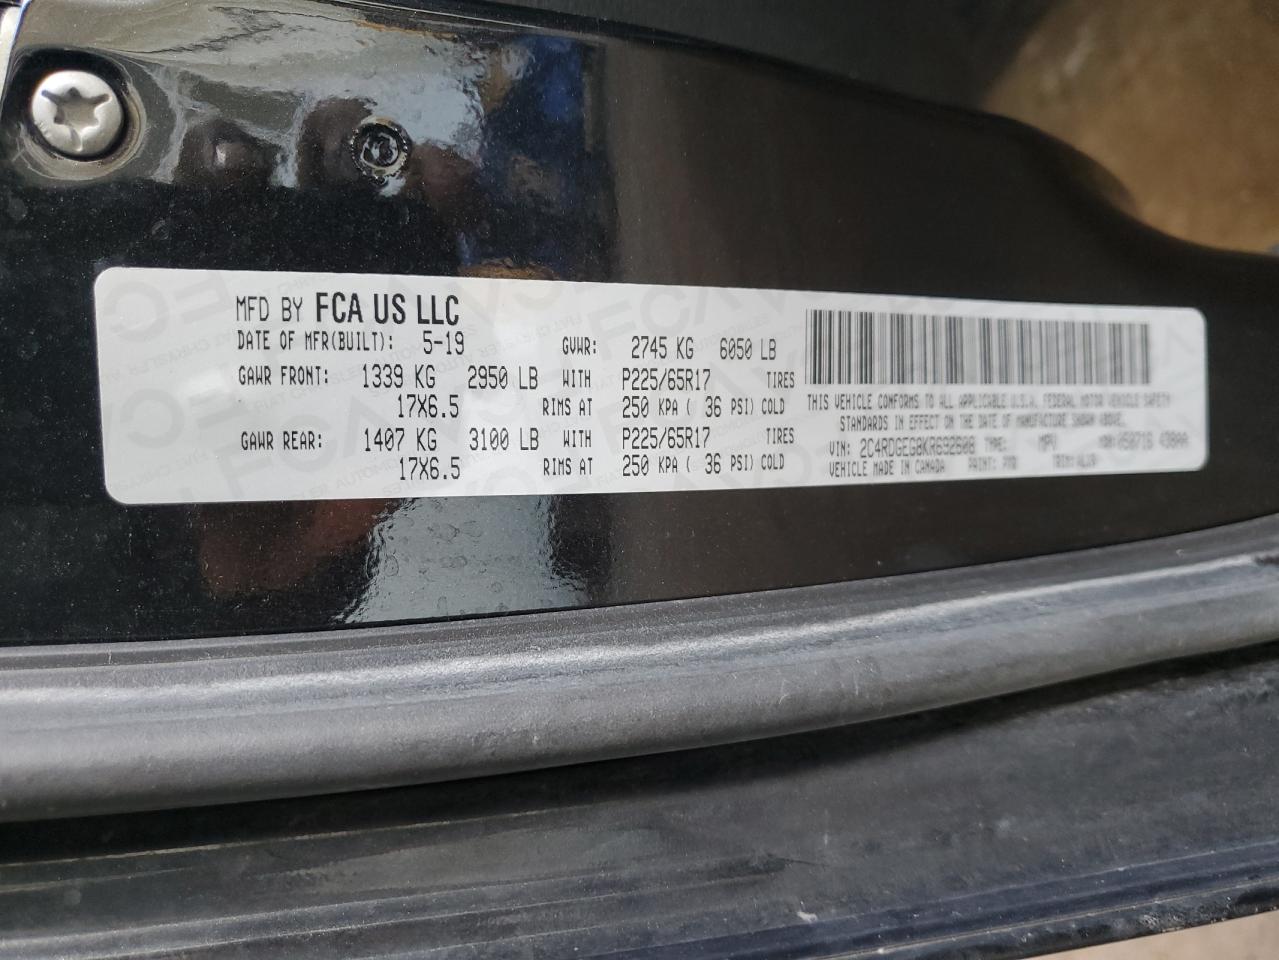 MFD BY FCA US LLC
DATE OF MFR(BUILT): 5-19 GVWR: 2745 KG 6050 LB
GAWR FRONT: 1339 KG 2950 LB WITH P225/65R17 TIRES
17X6.5 RIMS AT 250 KPA ( 36 PSI) COLD
GAWR REAR: 1407 KG 3100 LB WITH P225/65R17 TIRES
17X6.5 RIMS AT 250 KPA ( 36 PSI) COLD
THIS VEHICLE CONFORMS TO ALL APPLICABLE U.S.A. FEDERAL MOTOR VEHICLE SAFETY
STANDARDS IN EFFECT ON THE DATE OF MANUFACTURE SHOWN ABOVE.
VIN: 2C4RDGEG8KR692608 TYPE: MPV
VEHICLE MADE IN CANADA PAINT: TRIM: